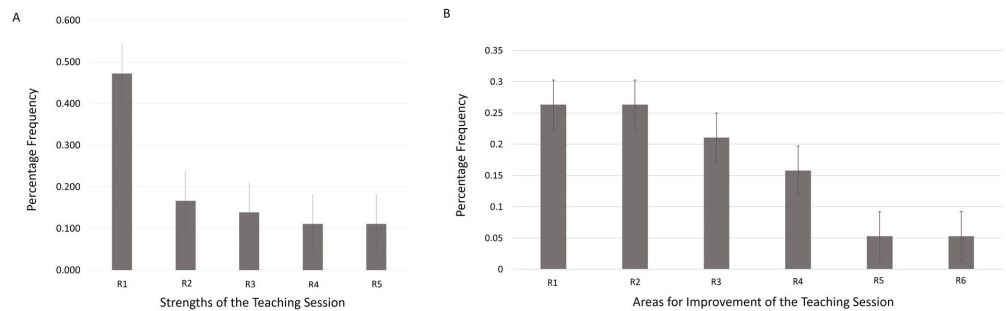 A
Percentage Frequency
0.600
0.500
0.400
0.300
0.200
0.100
0.000
R1 R2 R3 R4 R5
Strengths of the Teaching Session
B
Percentage Frequency
0.35
0.3
0.25
0.2
0.15
0.1
0.05
0
R1 R2 R3 R4 R5 R6
Areas for Improvement of the Teaching Session